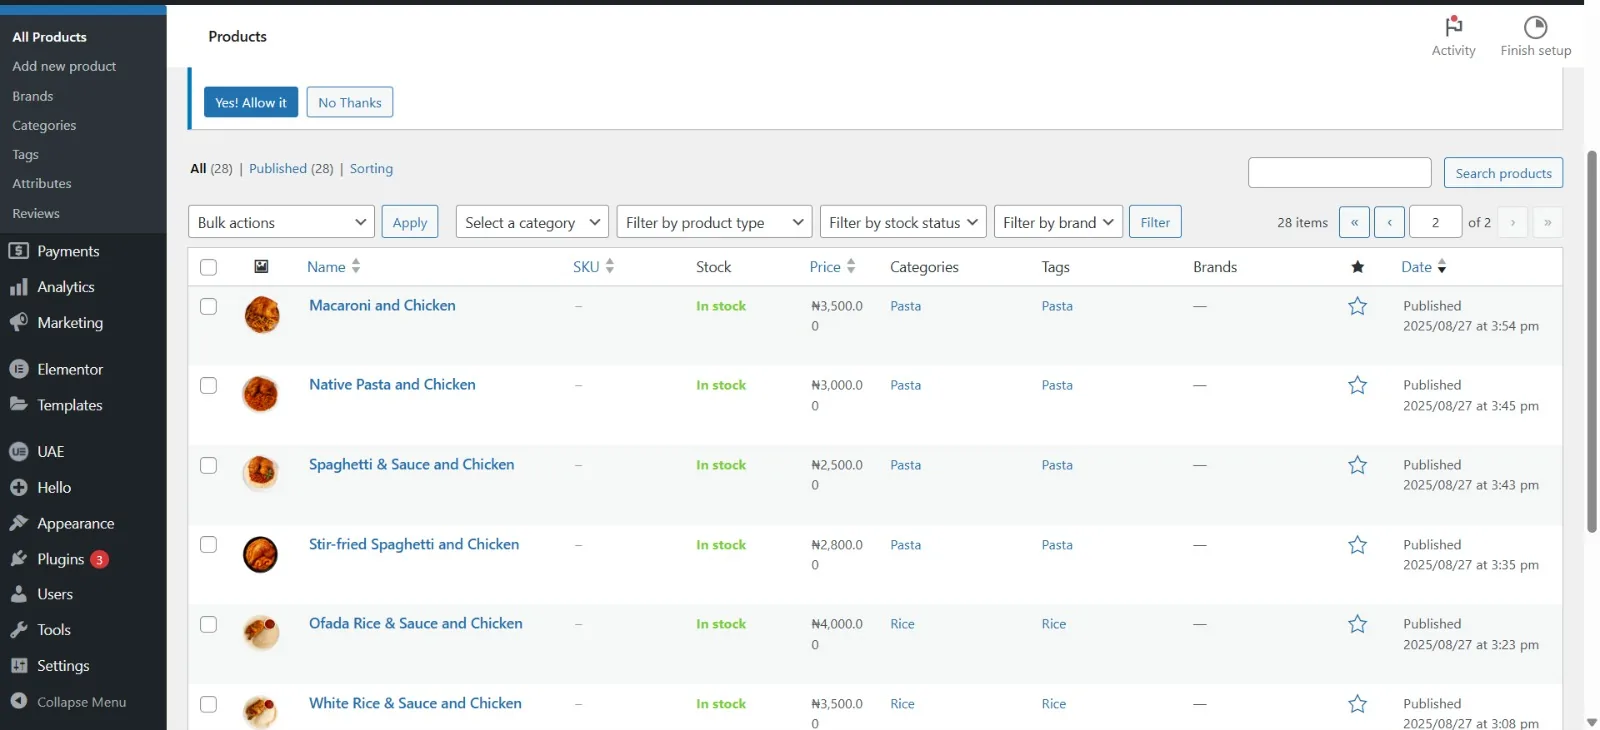 All Products
Add new product
Brands
Categories
Tags
Attributes
Reviews
Payments
Analytics
Marketing
Elementor
Templates
UAE
Hello
Appearance
Plugins 3
Users
Tools
Settings
Collapse Menu
Products
Activity
Finish setup
Yes! Allow it
No Thanks
All (28) | Published (28) | Sorting
Search products
Bulk actions Apply Select a category Filter by product type Filter by stock status Filter by brand Filter 28 items « ‹ 2 of 2 › »
Name SKU Stock Price Categories Tags Brands ★ Date
Macaroni and Chicken – In stock ₦3,500.0 Pasta Pasta — Published
0 2025/08/27 at 3:54 pm
Native Pasta and Chicken – In stock ₦3,000.0 Pasta Pasta — Published
0 2025/08/27 at 3:45 pm
Spaghetti & Sauce and Chicken – In stock ₦2,500.0 Pasta Pasta — Published
0 2025/08/27 at 3:43 pm
Stir-fried Spaghetti and Chicken – In stock ₦2,800.0 Pasta Pasta — Published
0 2025/08/27 at 3:35 pm
Ofada Rice & Sauce and Chicken – In stock ₦4,000.0 Rice Rice — Published
0 2025/08/27 at 3:23 pm
White Rice & Sauce and Chicken – In stock ₦3,500.0 Rice Rice — Published
0 2025/08/27 at 3:08 pm